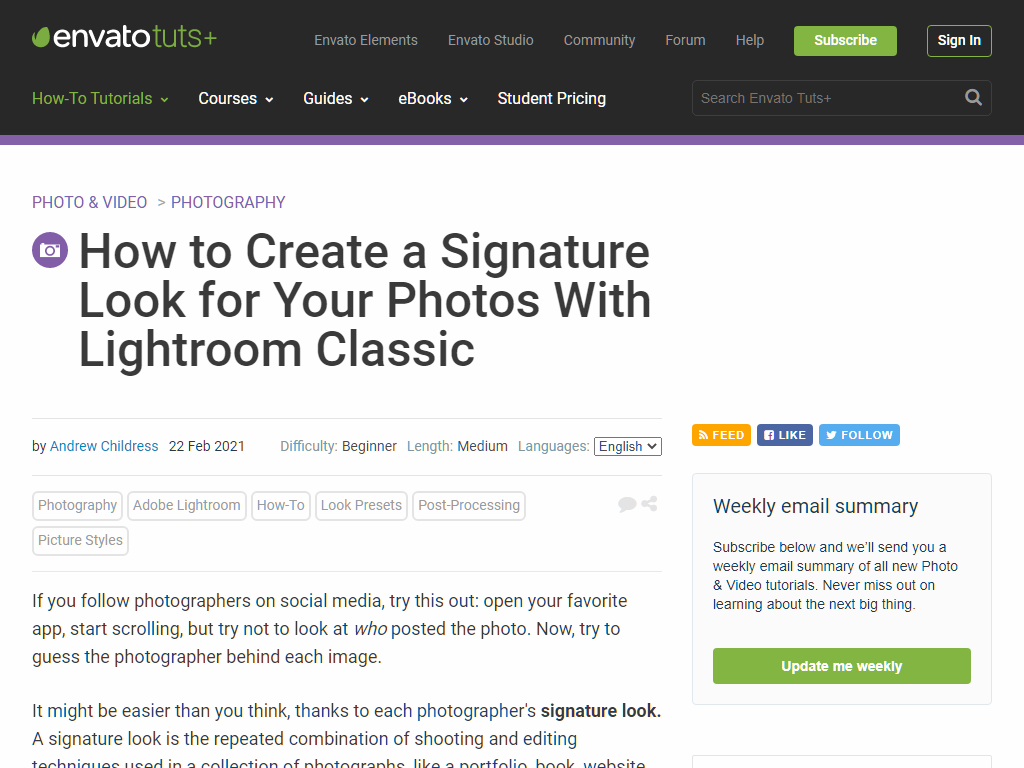 envato tuts+
Envato Elements Envato Studio Community Forum Help Subscribe Sign In
How-To Tutorials Courses Guides eBooks Student Pricing Search Envato Tuts+
PHOTO & VIDEO > PHOTOGRAPHY
How to Create a Signature
Look for Your Photos With
Lightroom Classic
by Andrew Childress 22 Feb 2021 Difficulty: Beginner Length: Medium Languages: English
Photography Adobe Lightroom How-To Look Presets Post-Processing
Picture Styles
If you follow photographers on social media, try this out: open your favorite
app, start scrolling, but try not to look at who posted the photo. Now, try to
guess the photographer behind each image.
It might be easier than you think, thanks to each photographer's signature look.
A signature look is the repeated combination of shooting and editing
techniques used in a collection of photographs, like a portfolio, book, website
FEED LIKE FOLLOW
Weekly email summary
Subscribe below and we'll send you a
weekly email summary of all new Photo
& Video tutorials. Never miss out on
learning about the next big thing.
Update me weekly